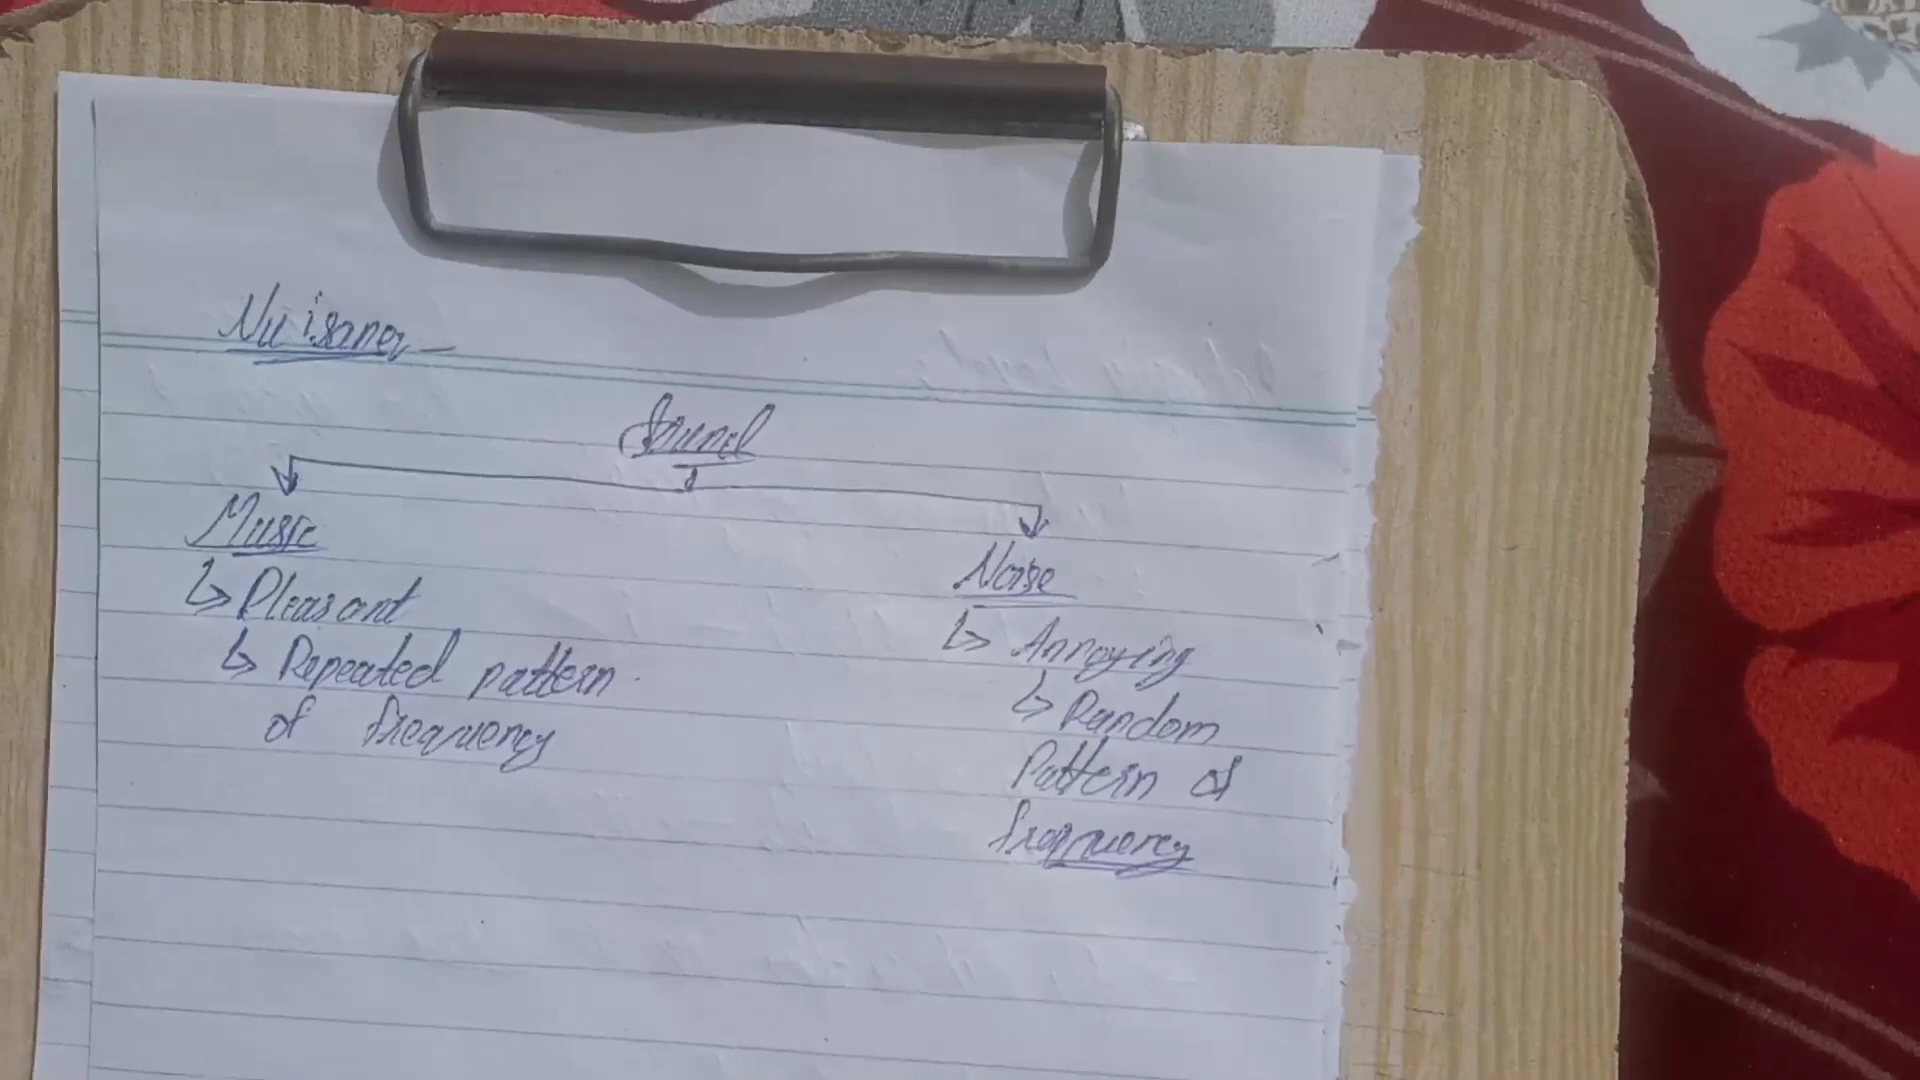 Nuisance
Sound
Music
Noise
↳ Pleasant
↳ Annoying
↳ Repeated pattern
of frequency
↳ Random
Pattern of
frequency